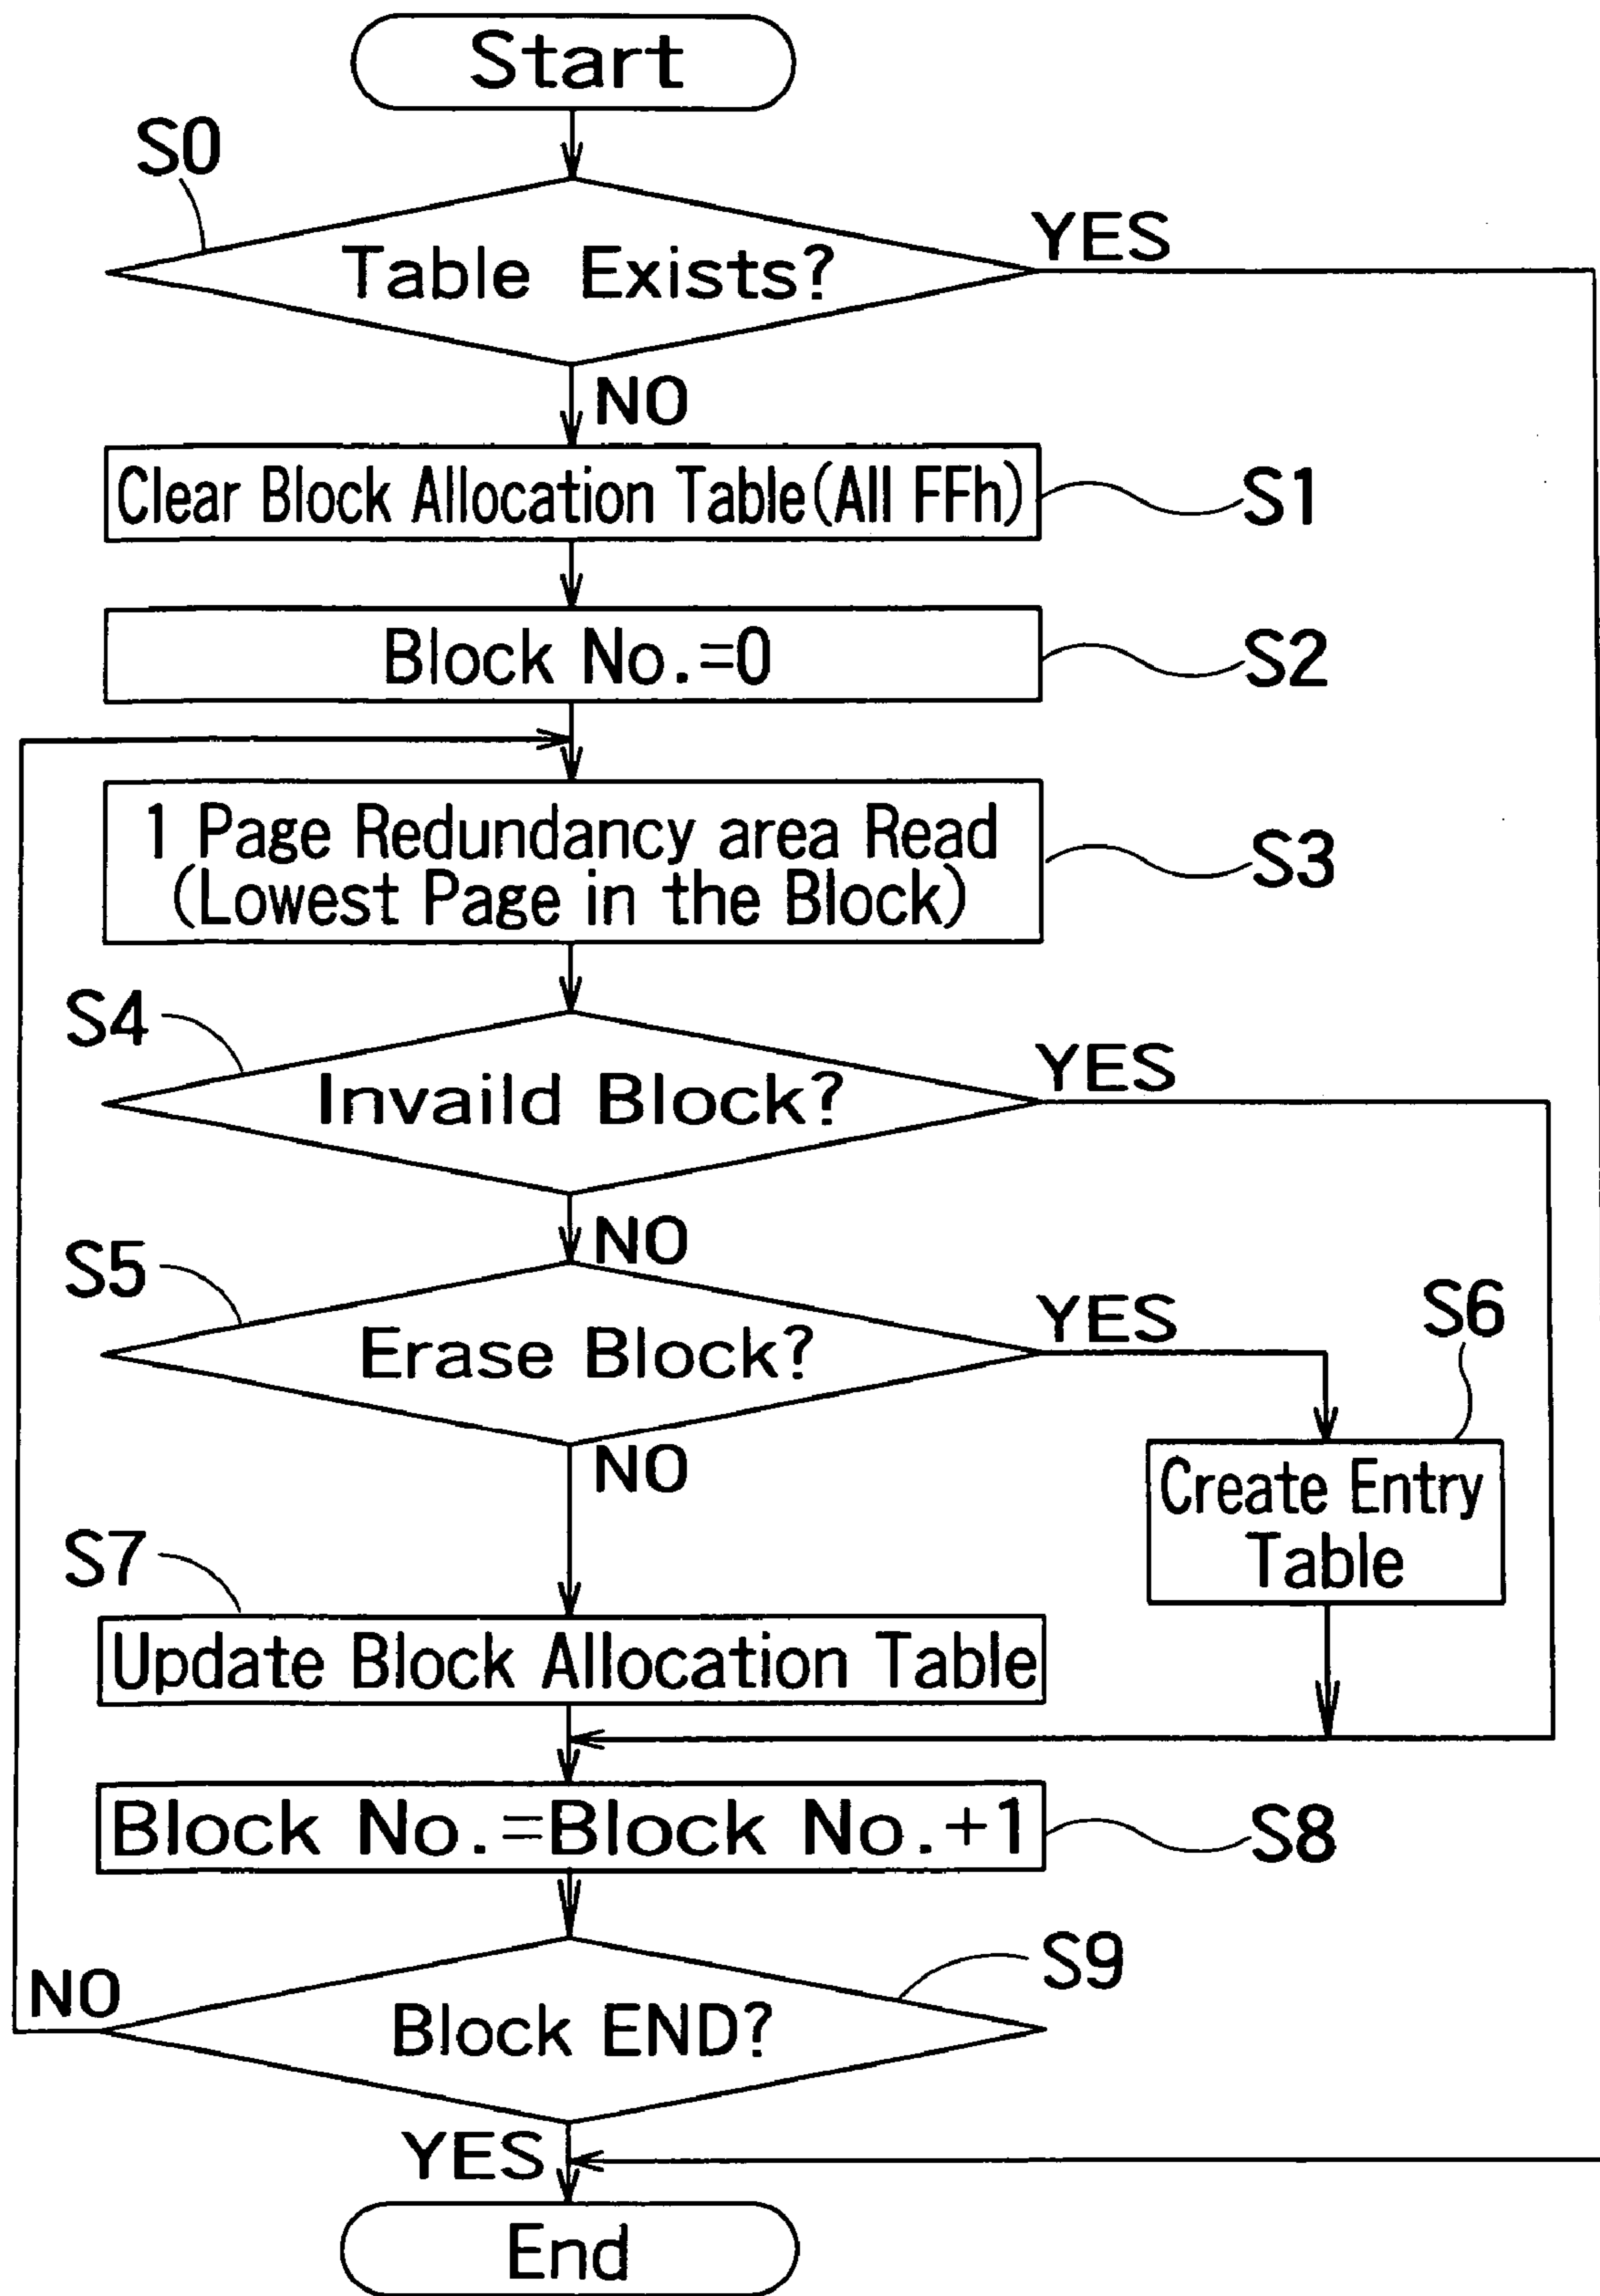 Start
S0
Table Exists?
YES
NO
Clear Block Allocation Table(All FFh)
S1
Block No.=0
S2
1 Page Redundancy area Read
(Lowest Page in the Block)
S3
S4
Invaild Block?
YES
NO
S5
Erase Block?
YES
S6
NO
Create Entry
Table
S7
Update Block Allocation Table
Block No.=Block No.+1
S8
S9
NO
Block END?
YES
End